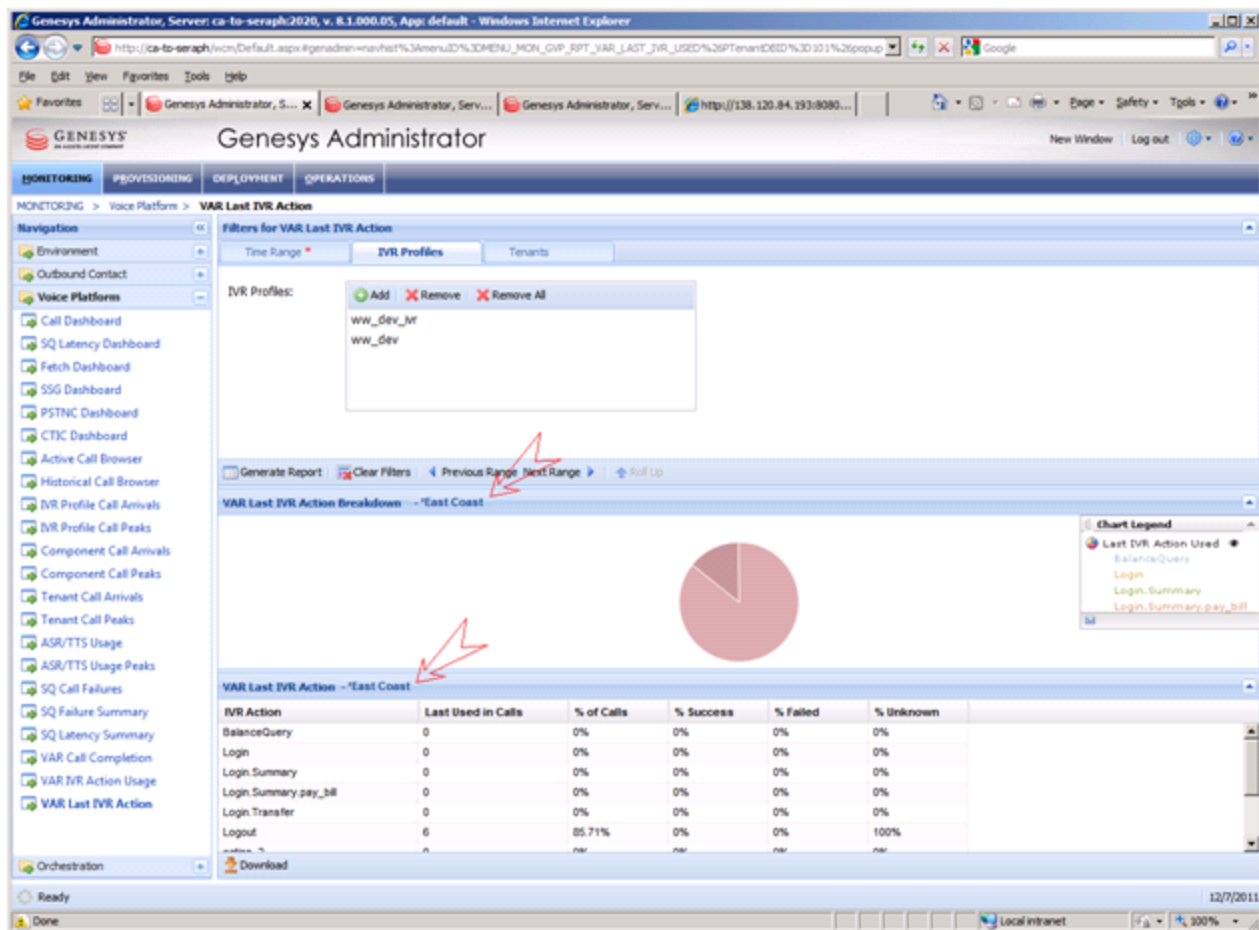 Genesys Administrator, Server: ca-to-seraph:2020, v. 8.1.000.05, App: default - Windows Internet Explorer
http://ca-to-seraph/wcm/Default.aspx#genadmin=navhist%3AmenuID%3DMENU_MON_GVP_RPT_VAR_LAST_IVR_USED%26PTenantDBID%3D101%26popup
Google
File Edit View Favorites Tools Help
Favorites
Genesys Administrator, S...
Genesys Administrator, Serv...
Genesys Administrator, Serv...
http://138.120.84.193:8080...
Page Safety Tools
GENESYS
Genesys Administrator
New Window Log out
MONITORING PROVISIONING DEPLOYMENT OPERATIONS
MONITORING > Voice Platform > VAR Last IVR Action
Navigation
Environment
Outbound Contact
Voice Platform
Call Dashboard
SQ Latency Dashboard
Fetch Dashboard
SSG Dashboard
PSTNC Dashboard
CTIC Dashboard
Active Call Browser
Historical Call Browser
IVR Profile Call Arrivals
IVR Profile Call Peaks
Component Call Arrivals
Component Call Peaks
Tenant Call Arrivals
Tenant Call Peaks
ASR/TTS Usage
ASR/TTS Usage Peaks
SQ Call Failures
SQ Failure Summary
SQ Latency Summary
VAR Call Completion
VAR IVR Action Usage
VAR Last IVR Action
Orchestration
Filters for VAR Last IVR Action
Time Range * IVR Profiles Tenants
IVR Profiles:
Add Remove Remove All
ww_dev_ivr
ww_dev
Generate Report Clear Filters Previous Range Next Range Roll Up
VAR Last IVR Action Breakdown - *East Coast
Chart Legend
Last IVR Action Used
BalanceQuery
Login
Login.Summary
Login.Summary.pay_bill
VAR Last IVR Action - *East Coast
IVR Action Last Used in Calls % of Calls % Success % Failed % Unknown
BalanceQuery 0 0% 0% 0% 0%
Login 0 0% 0% 0% 0%
Login.Summary 0 0% 0% 0% 0%
Login.Summary.pay_bill 0 0% 0% 0% 0%
Login.Transfer 0 0% 0% 0% 0%
Logout 6 85.71% 0% 0% 100%
Download
Ready
12/7/2011
Done
Local intranet
100%